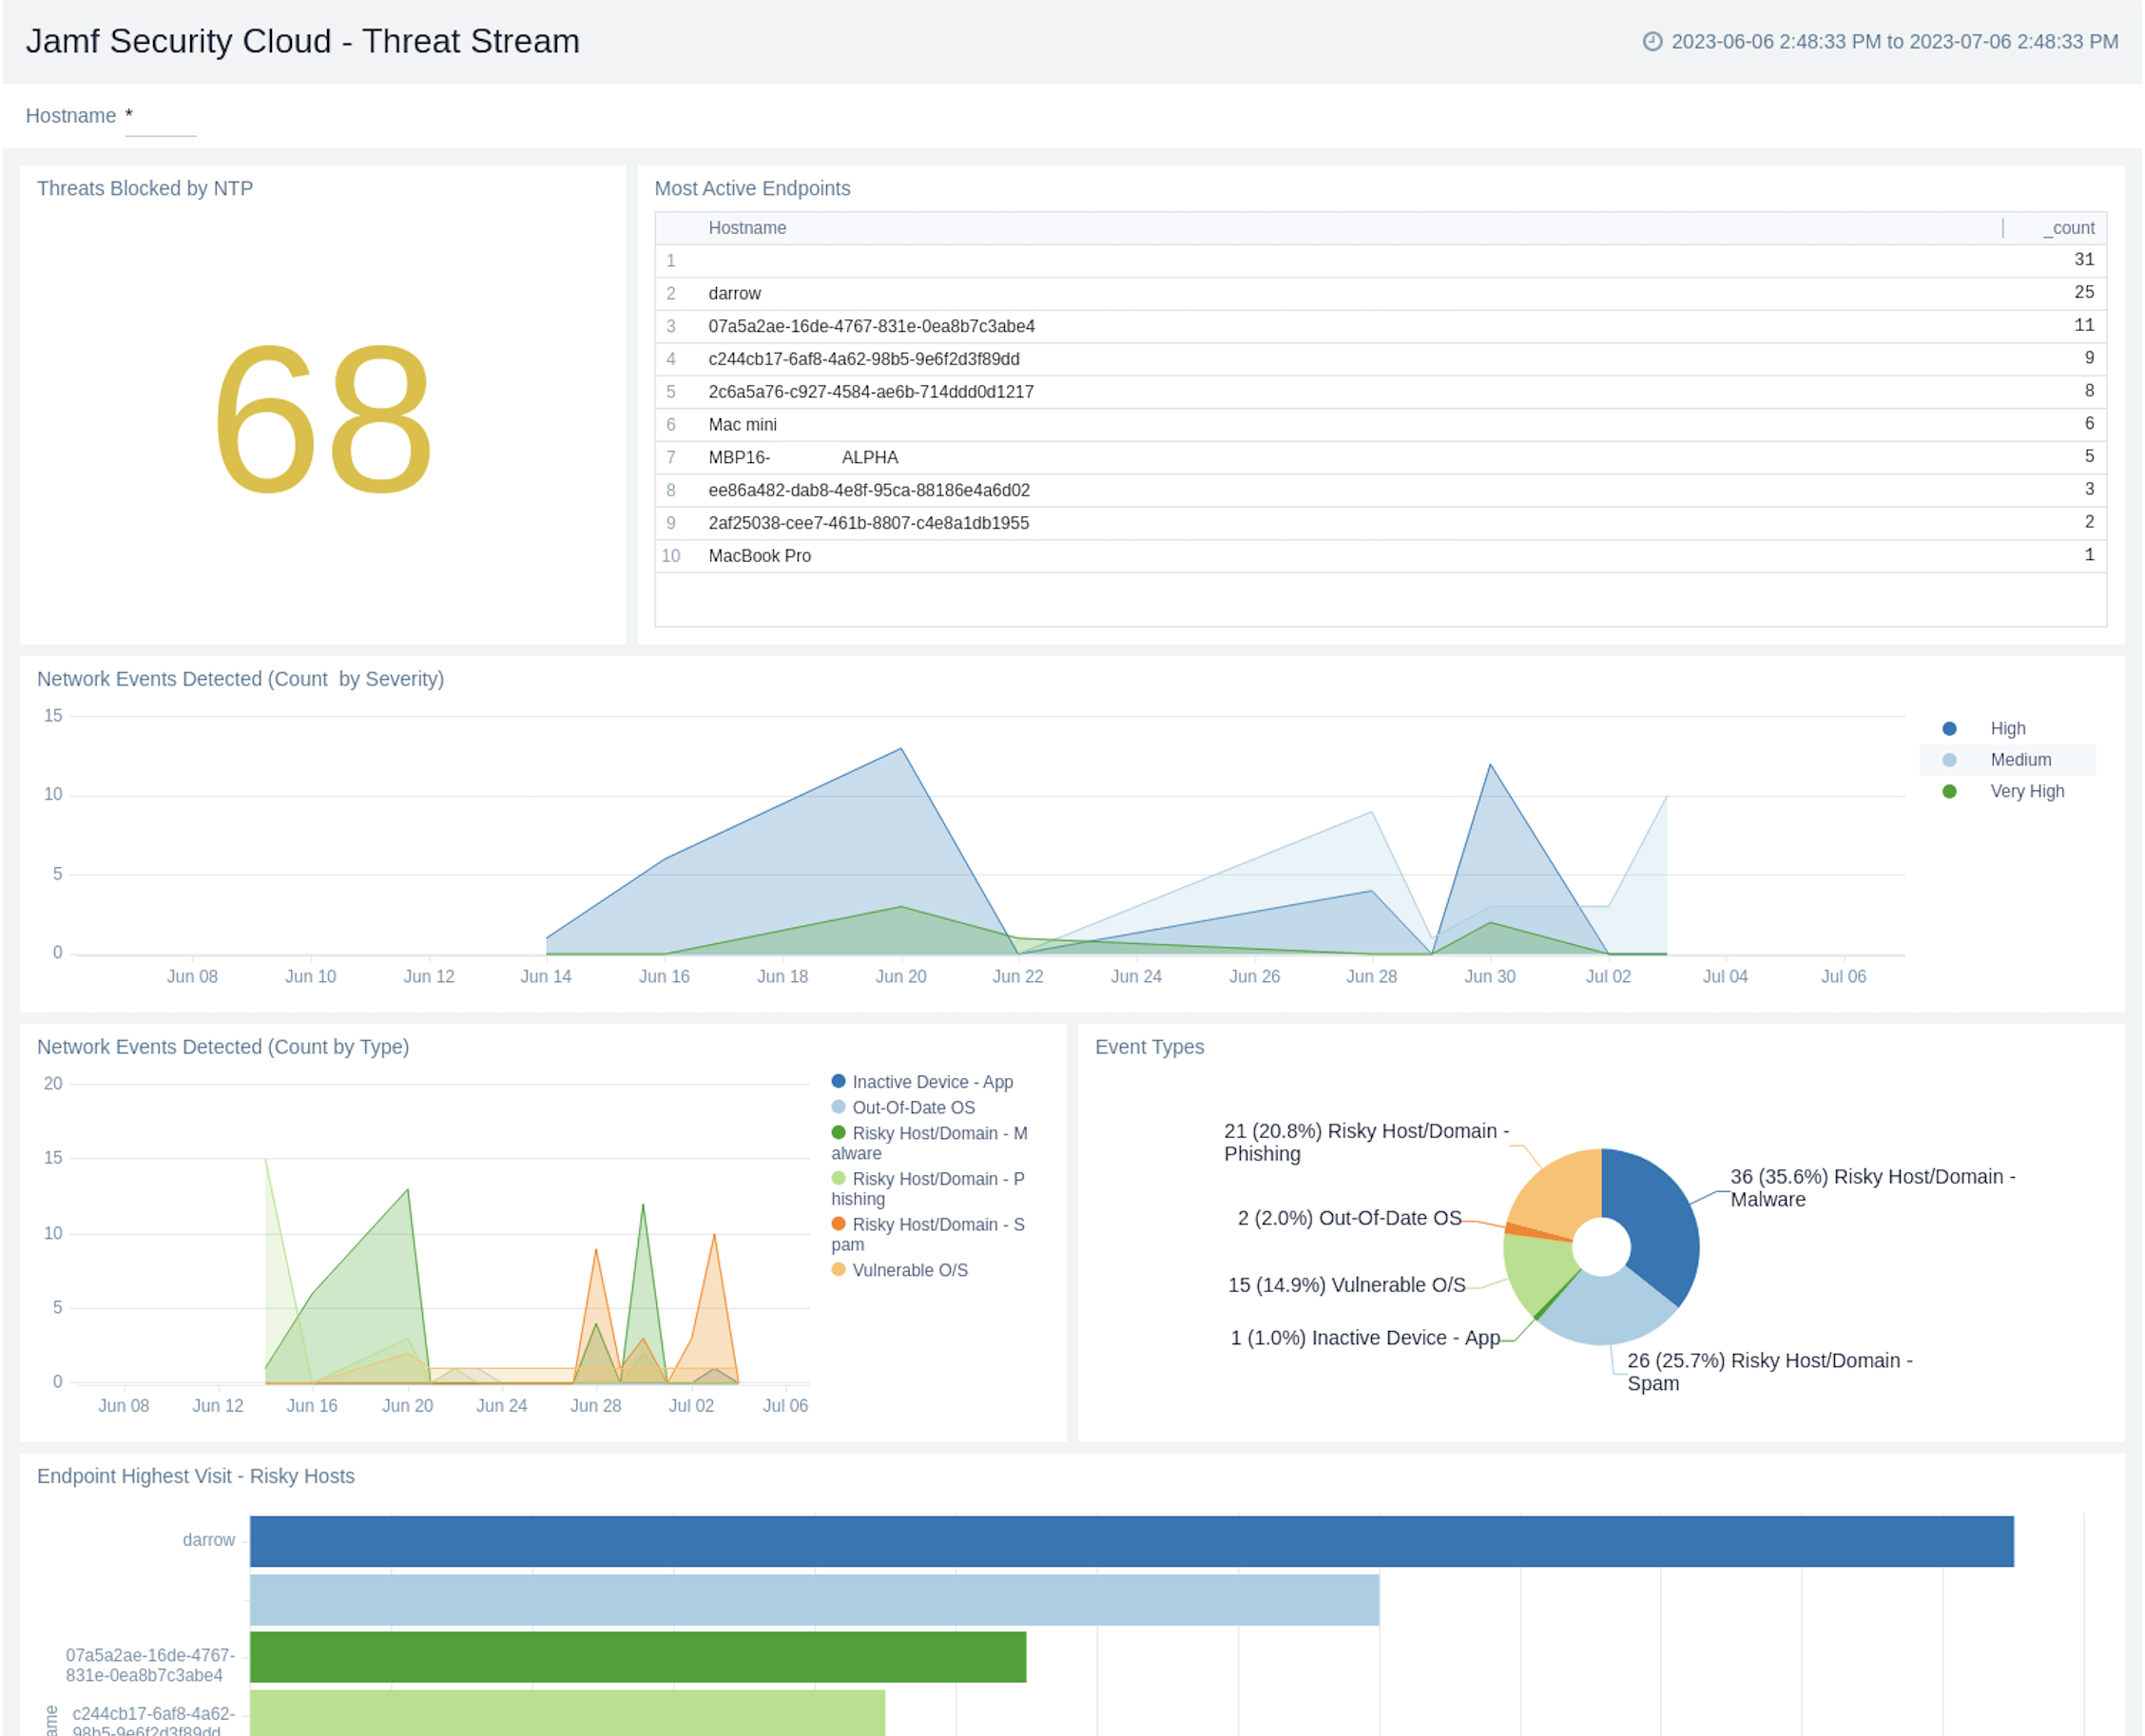 Jamf Security Cloud - Threat Stream
2023-06-06 2:48:33 PM to 2023-07-06 2:48:33 PM
Hostname *
Threats Blocked by NTP
68
Most Active Endpoints
Hostname _count
1 31
2 darrow 25
3 07a5a2ae-16de-4767-831e-0ea8b7c3abe4 11
4 c244cb17-6af8-4a62-98b5-9e6f2d3f89dd 9
5 2c6a5a76-c927-4584-ae6b-714ddd0d1217 8
6 Mac mini 6
7 MBP16- ALPHA 5
8 ee86a482-dab8-4e8f-95ca-88186e4a6d02 3
9 2af25038-cee7-461b-8807-c4e8a1db1955 2
10 MacBook Pro 1
Network Events Detected (Count by Severity)
15
10
5
0
Jun 08 Jun 10 Jun 12 Jun 14 Jun 16 Jun 18 Jun 20 Jun 22 Jun 24 Jun 26 Jun 28 Jun 30 Jul 02 Jul 04 Jul 06
High
Medium
Very High
Network Events Detected (Count by Type)
20
15
10
5
0
Jun 08 Jun 12 Jun 16 Jun 20 Jun 24 Jun 28 Jul 02 Jul 06
Inactive Device - App
Out-Of-Date OS
Risky Host/Domain - M
alware
Risky Host/Domain - P
hishing
Risky Host/Domain - S
pam
Vulnerable O/S
Event Types
21 (20.8%) Risky Host/Domain -
Phishing
36 (35.6%) Risky Host/Domain -
Malware
2 (2.0%) Out-Of-Date OS
15 (14.9%) Vulnerable O/S
1 (1.0%) Inactive Device - App
26 (25.7%) Risky Host/Domain -
Spam
Endpoint Highest Visit - Risky Hosts
darrow
07a5a2ae-16de-4767-
831e-0ea8b7c3abe4
c244cb17-6af8-4a62-
98b5-9e6f2d3f89dd